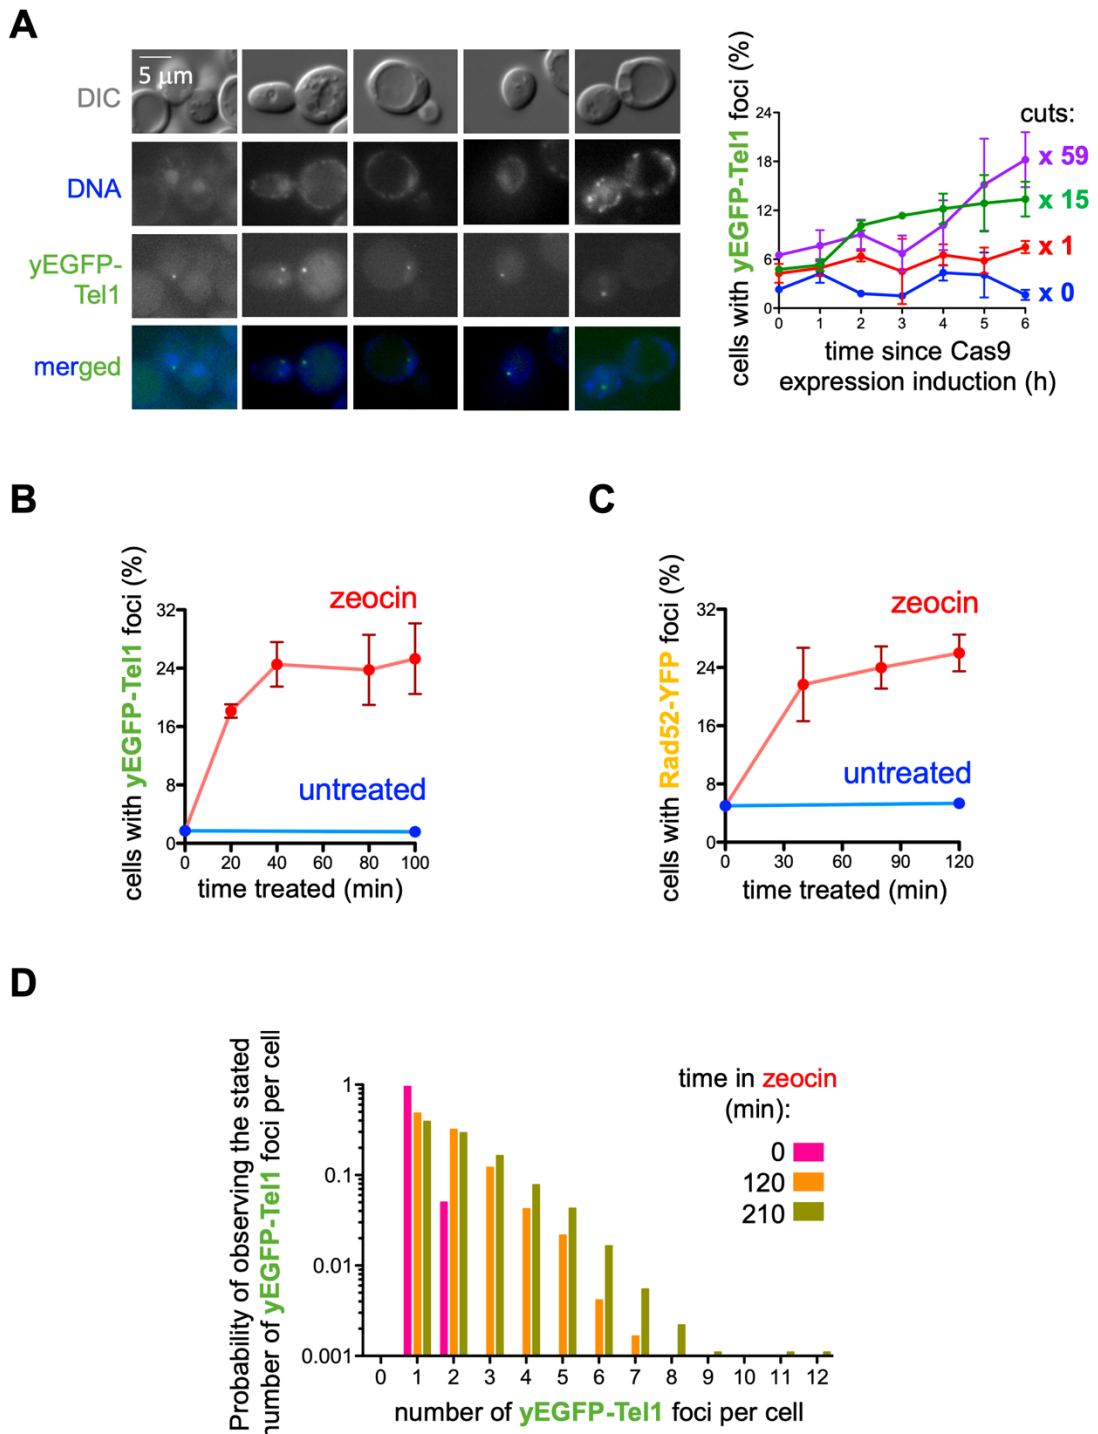 A
5 μm
DIC
DNA
yEGFP-
Tel1
merged
cells with yEGFP-Tel1 foci (%)
24
18
12
6
0
0 1 2 3 4 5 6
time since Cas9
expression induction (h)
cuts:
x 59
x 15
x 1
x 0
B
cells with yEGFP-Tel1 foci (%)
32
24
16
8
0
zeocin
untreated
0 20 40 60 80 100
time treated (min)
C
cells with Rad52-YFP foci (%)
32
24
16
8
0
zeocin
untreated
0 30 60 90 120
time treated (min)
D
Probability of observing the stated
number of yEGFP-Tel1 foci per cell
1
0.1
0.01
0.001
time in zeocin
(min):
0
120
210
0 1 2 3 4 5 6 7 8 9 10 11 12
number of yEGFP-Tel1 foci per cell